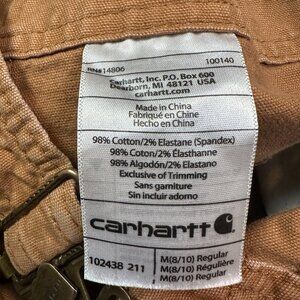 RN#14806 100140
Carhartt, Inc. P.O. Box 600
Dearborn, MI 48121 USA
carhartt.com
Made in China
Fabriqué en Chine
Hecho en China
98% Cotton/2% Elastane (Spandex)
98% Coton/2% Élasthanne
98% Algodón/2% Elastano
Exclusive of Trimming
Sans garniture
Sin incluir adorno
carhartt
102438 211
M(8/10) Regular
M(8/10) Régulière
M(8/10) Regular